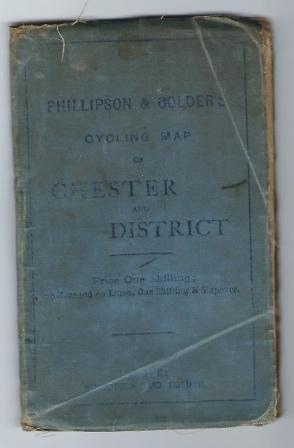 PHILLIPSON & GOLDER'S
CYCLING MAP
OF
CHESTER
AND
DISTRICT
Price One Shilling;
Mounted on Linen, One Shilling & Sixpence.
AND GOLDER